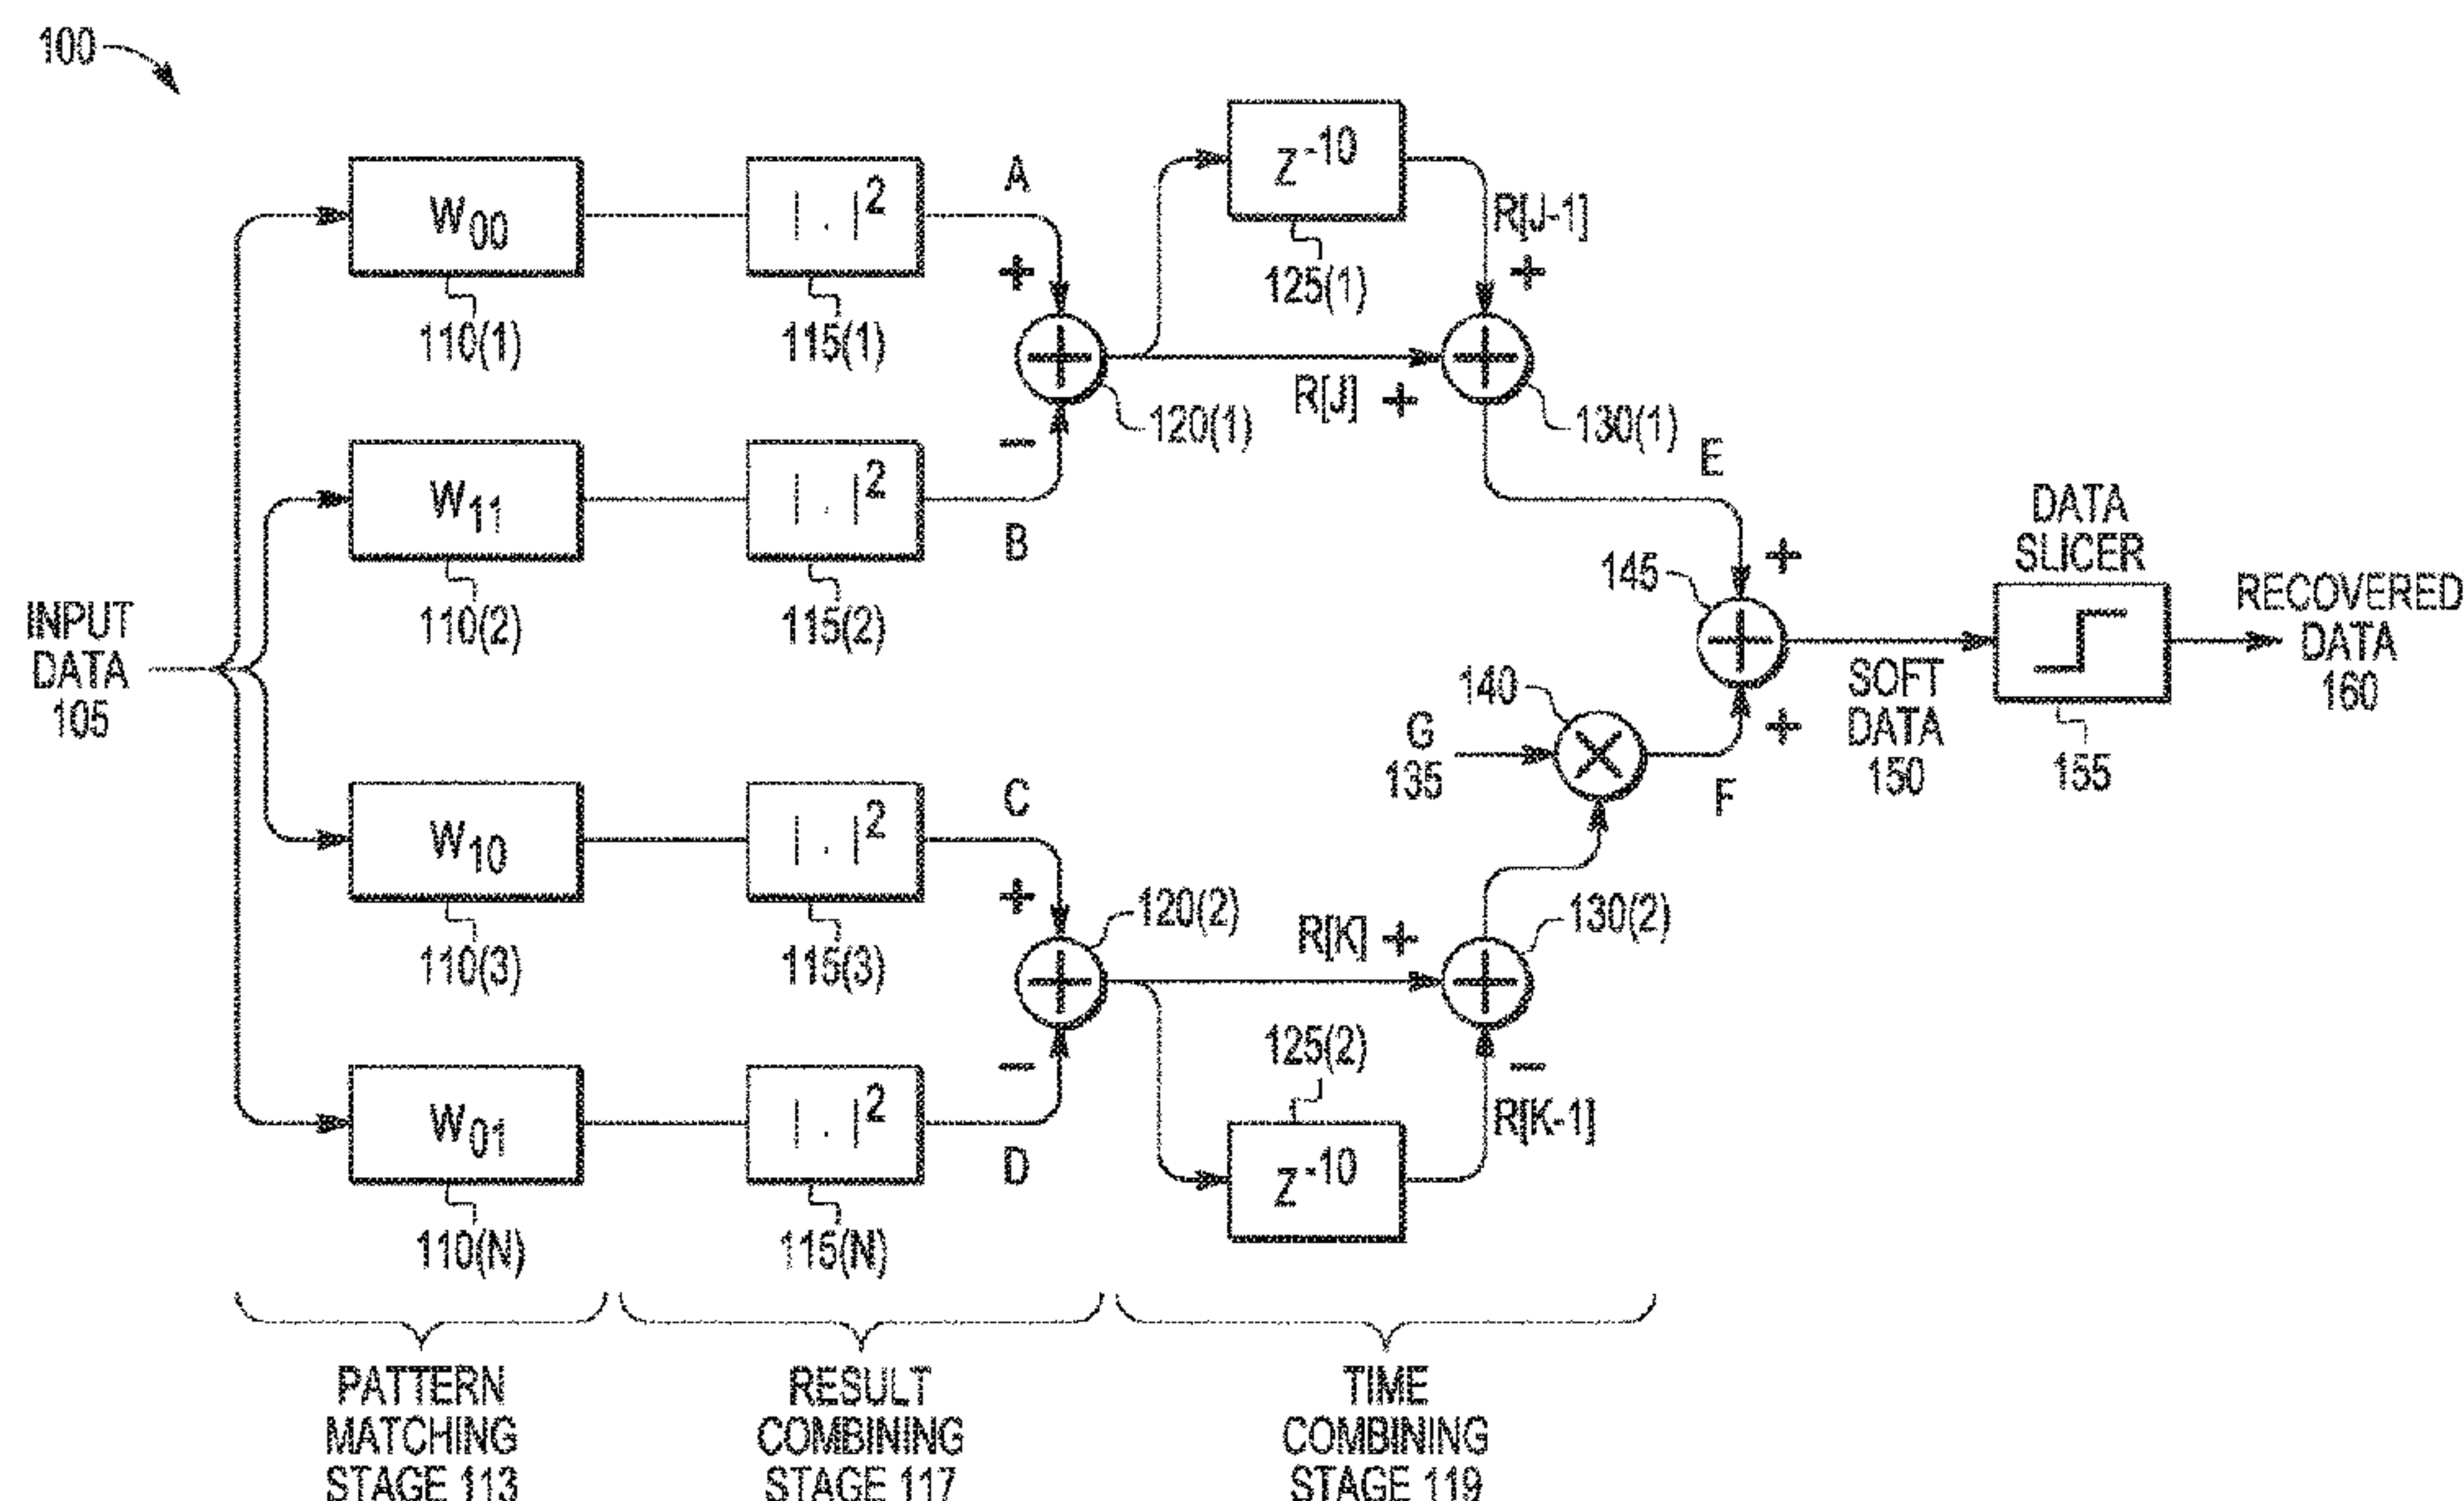 100
W00
110(1)
| . |2
115(1)
A
+
Z-10
125(1)
R[J-1]
+
120(1)
R[J] +
130(1)
W11
110(2)
| . |2
115(2)
−
B
E
INPUT
DATA
105
145
+
+
DATA
SLICER
155
SOFT
DATA
150
RECOVERED
DATA
160
140
G
135
F
W10
110(3)
| . |2
115(3)
C
+
120(2)
R[K] +
130(2)
W01
110(N)
| . |2
115(N)
−
D
125(2)
Z-10
−
R[K-1]
PATTERN
MATCHING
STAGE 113
RESULT
COMBINING
STAGE 117
TIME
COMBINING
STAGE 119